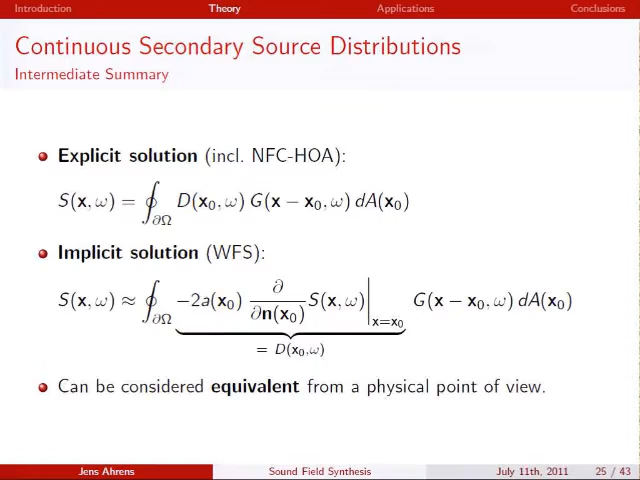 Introduction Theory Applications Conclusions
Continuous Secondary Source Distributions
Intermediate Summary
Explicit solution (incl. NFC-HOA):
S(x, ω) = ∮∂Ω D(x₀, ω) G(x − x₀, ω) dA(x₀)
Implicit solution (WFS):
S(x, ω) ≈ ∮∂Ω −2a(x₀) ∂/∂n(x₀) S(x, ω)|x=x₀ G(x − x₀, ω) dA(x₀)
= D(x₀,ω)
Can be considered equivalent from a physical point of view.
Jens Ahrens Sound Field Synthesis July 11th, 2011 25 / 43